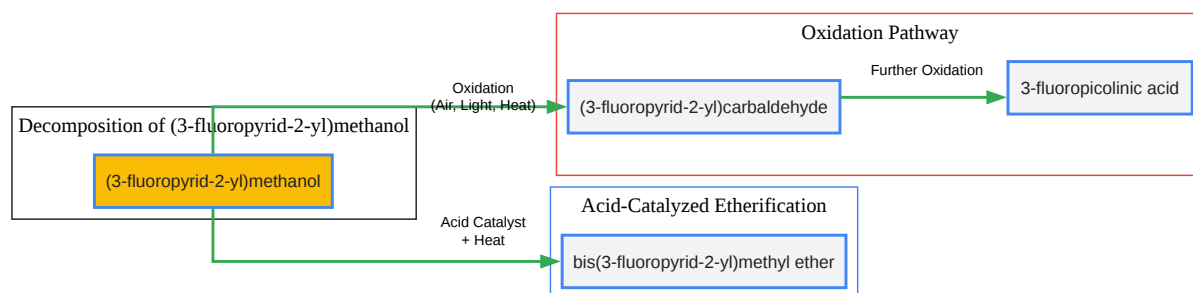 Oxidation Pathway
Oxidation
(Air, Light, Heat)
Further Oxidation
(3-fluoropyrid-2-yl)carbaldehyde
3-fluoropicolinic acid
Decomposition of (3-fluoropyrid-2-yl)methanol
(3-fluoropyrid-2-yl)methanol
Acid-Catalyzed Etherification
Acid Catalyst
+ Heat
bis(3-fluoropyrid-2-yl)methyl ether